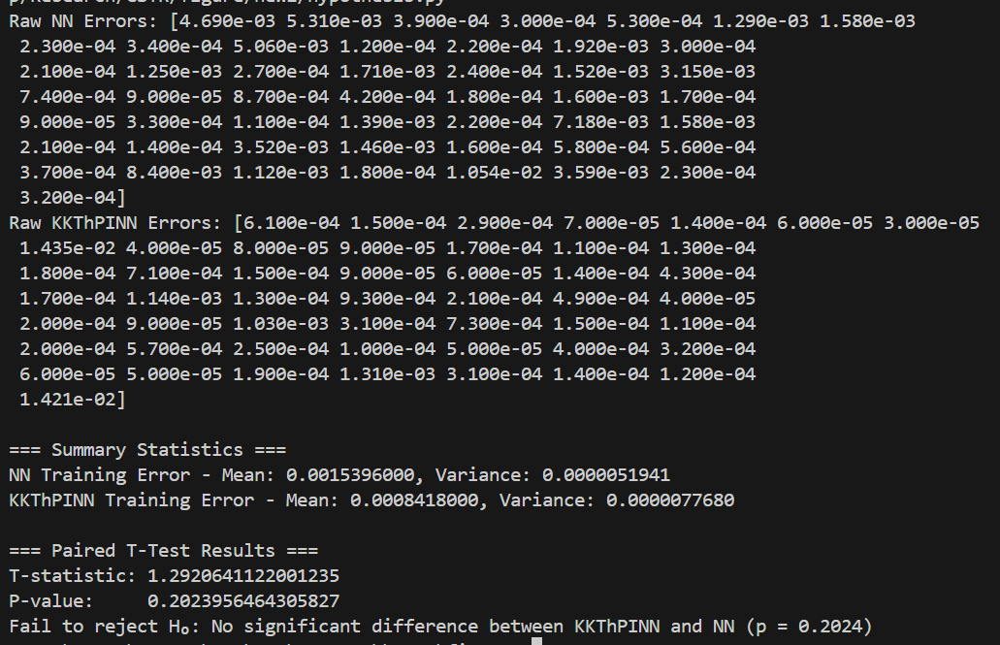 Raw NN Errors: [4.690e-03 5.310e-03 3.900e-04 3.000e-04 5.300e-04 1.290e-03 1.580e-03
2.300e-04 3.400e-04 5.060e-03 1.200e-04 2.200e-04 1.920e-03 3.000e-04
2.100e-04 1.250e-03 2.700e-04 1.710e-03 2.400e-04 1.520e-03 3.150e-03
7.400e-04 9.000e-05 8.700e-04 4.200e-04 1.800e-04 1.600e-03 1.700e-04
9.000e-05 3.300e-04 1.100e-04 1.390e-03 2.200e-04 7.180e-03 1.580e-03
2.100e-04 1.400e-04 3.520e-03 1.460e-03 1.600e-04 5.800e-04 5.600e-04
3.700e-04 8.400e-03 1.120e-03 1.800e-04 1.054e-02 3.590e-03 2.300e-04
3.200e-04]
Raw KKThPINN Errors: [6.100e-04 1.500e-04 2.900e-04 7.000e-05 1.400e-04 6.000e-05 3.000e-05
1.435e-02 4.000e-05 8.000e-05 9.000e-05 1.700e-04 1.100e-04 1.300e-04
1.800e-04 7.100e-04 1.500e-04 9.000e-05 6.000e-05 1.400e-04 4.300e-04
1.700e-04 1.140e-03 1.300e-04 9.300e-04 2.100e-04 4.900e-04 4.000e-05
2.000e-04 9.000e-05 1.030e-03 3.100e-04 7.300e-04 1.500e-04 1.100e-04
2.000e-04 5.700e-04 2.500e-04 1.000e-04 5.000e-05 4.000e-04 3.200e-04
6.000e-05 5.000e-05 1.900e-04 1.310e-03 3.100e-04 1.400e-04 1.200e-04
1.421e-02]
=== Summary Statistics ===
NN Training Error - Mean: 0.0015396000, Variance: 0.0000051941
KKThPINN Training Error - Mean: 0.0008418000, Variance: 0.0000077680
=== Paired T-Test Results ===
T-statistic: 1.2920641122001235
P-value: 0.2023956464305827
Fail to reject H₀: No significant difference between KKThPINN and NN (p = 0.2024)